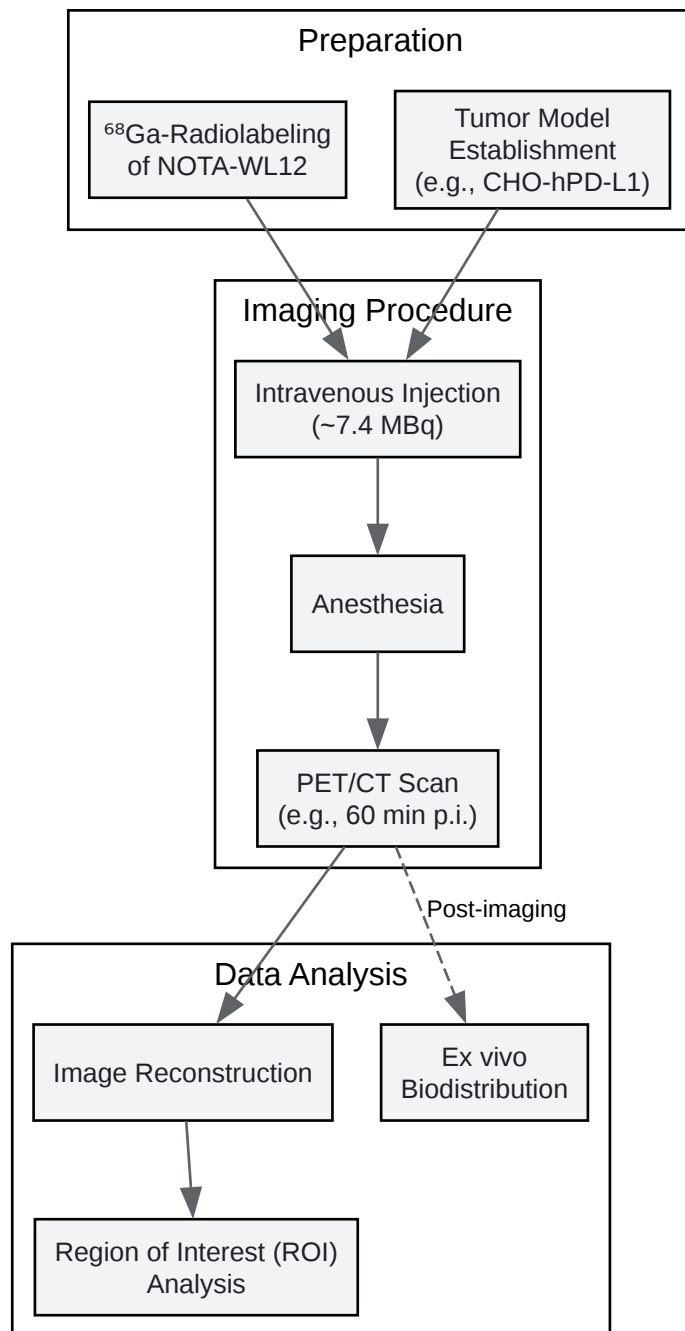 Preparation
⁶⁸Ga-Radiolabeling
of NOTA-WL12
Tumor Model
Establishment
(e.g., CHO-hPD-L1)
Imaging Procedure
Intravenous Injection
(~7.4 MBq)
Anesthesia
PET/CT Scan
(e.g., 60 min p.i.)
Post-imaging
Data Analysis
Image Reconstruction
Ex vivo
Biodistribution
Region of Interest (ROI)
Analysis